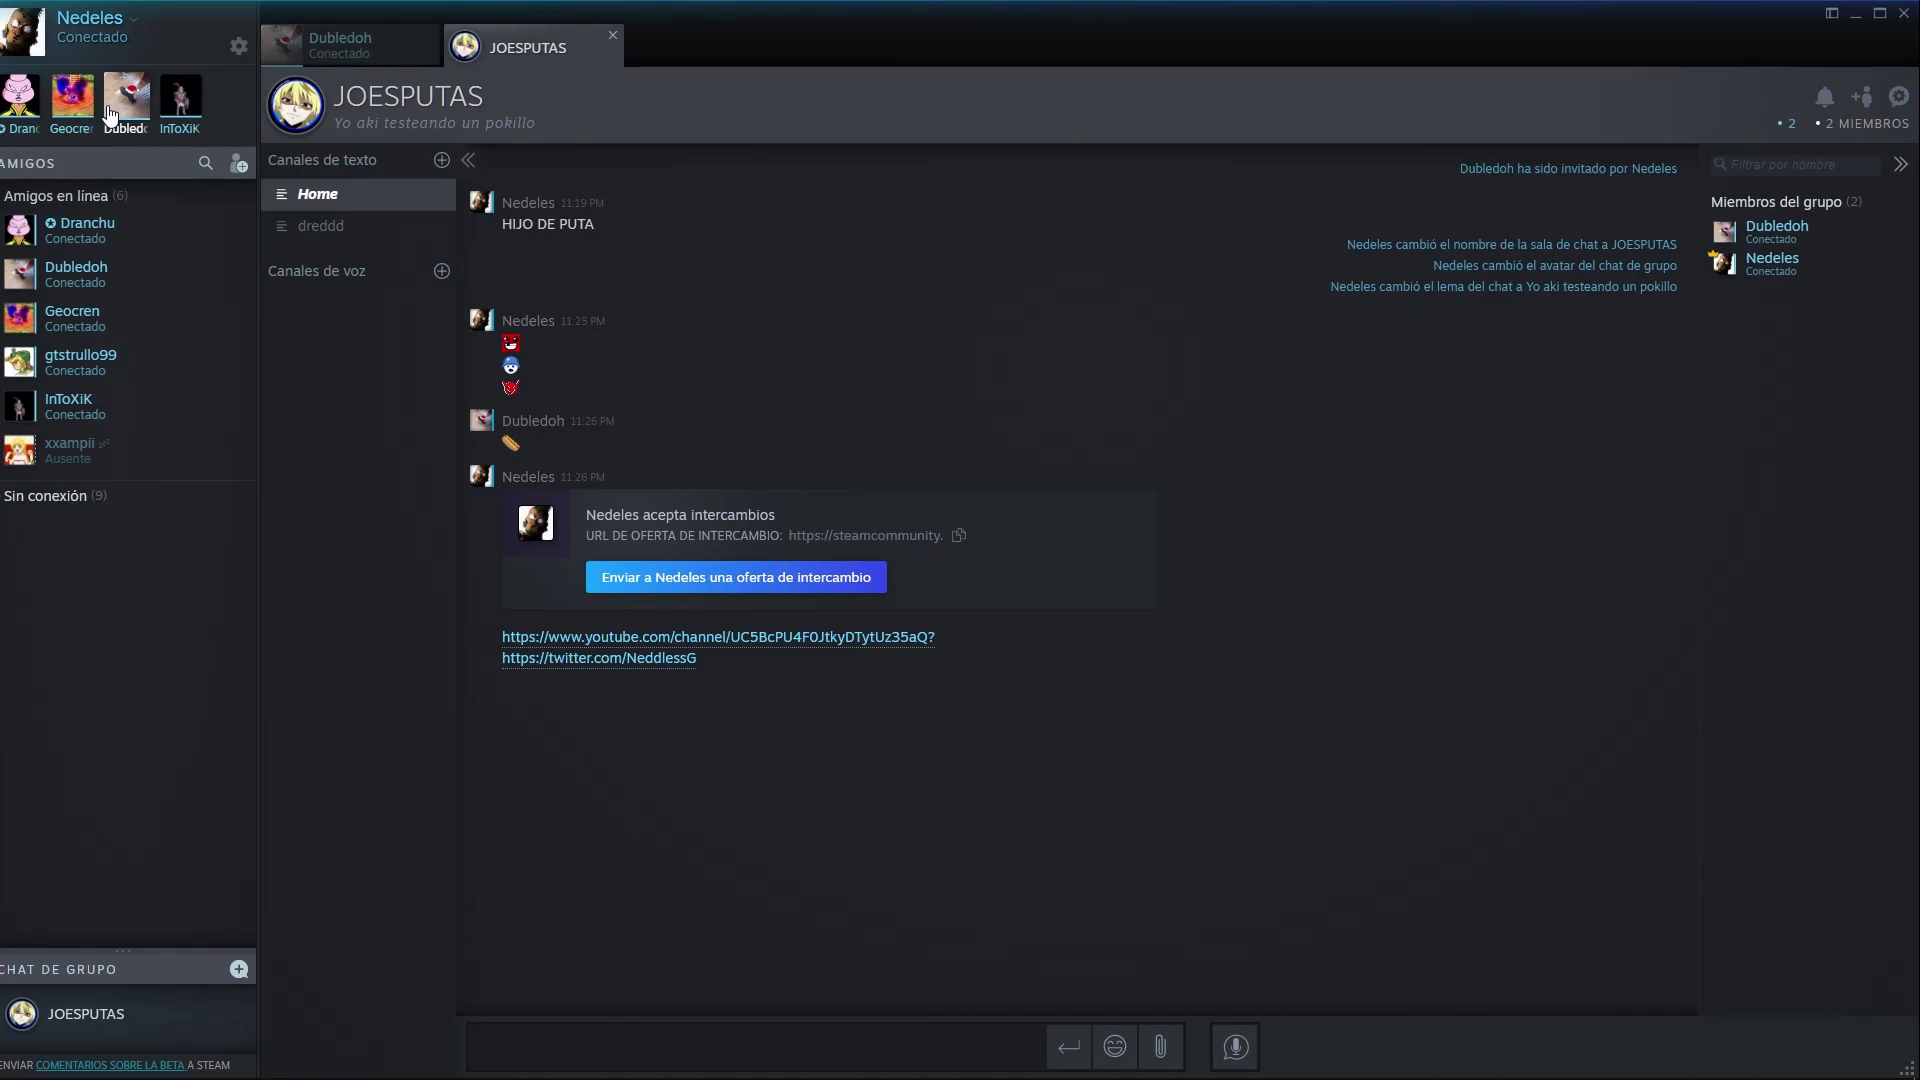 Nedeles
Conectado
Geocren
Dubledo
InToXiK
AMIGOS
Amigos en línea (6)
Dranchu
Conectado
Dubledoh
Conectado
Geocren
Conectado
gtstrullo99
Conectado
InToXiK
Conectado
xxampii
Ausente
Sin conexión (9)
CHAT DE GRUPO
JOESPUTAS
ENVIAR COMENTARIOS SOBRE LA BETA A STEAM
Dubledoh
Conectado
JOESPUTAS
JOESPUTAS
Yo aki testeando un pokillo
• 2 • 2 MIEMBROS
Canales de texto
Home
dreddd
Canales de voz
Dubledoh ha sido invitado por Nedeles
Nedeles 11:19 PM
HIJO DE PUTA
Nedeles cambió el nombre de la sala de chat a JOESPUTAS
Nedeles cambió el avatar del chat de grupo
Nedeles cambió el lema del chat a Yo aki testeando un pokillo
Nedeles 11:25 PM
Dubledoh 11:26 PM
Nedeles 11:26 PM
Nedeles acepta intercambios
URL DE OFERTA DE INTERCAMBIO: https://steamcommunity.
Enviar a Nedeles una oferta de intercambio
https://www.youtube.com/channel/UC5BcPU4F0JtkyDTytUz35aQ?
https://twitter.com/NeddlessG
Filtrar por nombre
Miembros del grupo (2)
Dubledoh
Conectado
Nedeles
Conectado